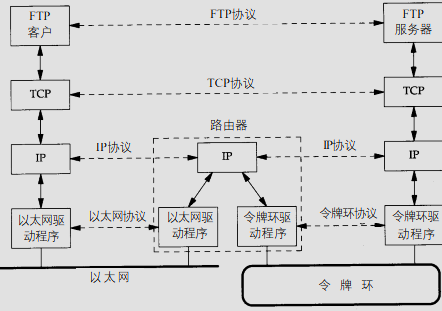 FTP协议
FTP
客户
FTP
服务器
TCP协议
TCP
TCP
路由器
IP协议
IP协议
IP
IP
IP
以太网协议
令牌环协议
以太网驱
动程序
以太网驱
动程序
令牌环驱
动程序
令牌环驱
动程序
以太网
令牌环